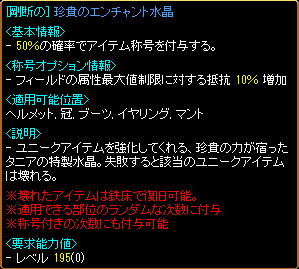 [剛断の] 珍貴のエンチャント水晶
<基本情報>
- 50%の確率でアイテム称号を付与する。
<称号オプション情報>
- フィールドの属性最大値制限に対する抵抗 10% 増加
<適用可能位置>
ヘルメット, 冠, ブーツ, イヤリング, マント
<説明>
- ユニークアイテムを強化してくれる、珍貴の力が宿った
タニアの特製水晶。失敗すると該当のユニークアイテム
は壊れる。
※壊れたアイテムは鉄床で復旧可能。
※適用できる部位のランダムな次数に付与
※称号付きの次数にも付与可能
<要求能力値>
- レベル 195(0)